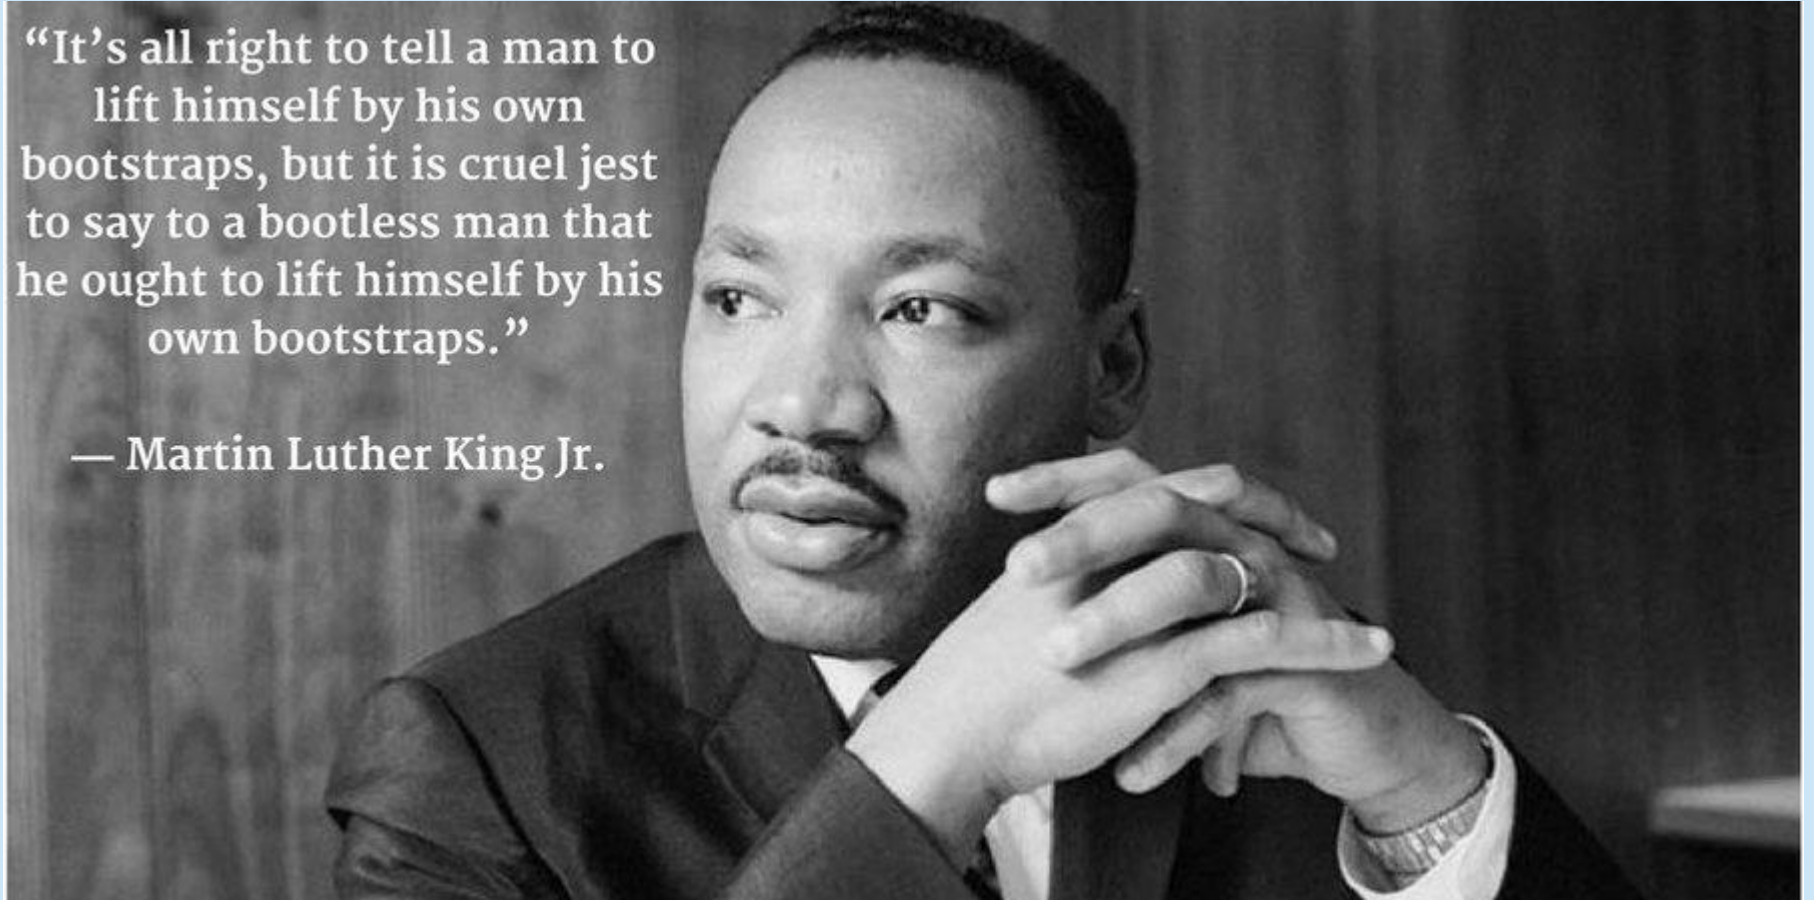 “It’s all right to tell a man to
lift himself by his own
bootstraps, but it is cruel jest
to say to a bootless man that
he ought to lift himself by his
own bootstraps.”
— Martin Luther King Jr.